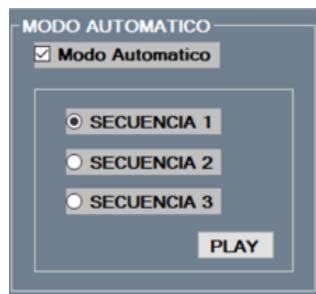 MODO AUTOMATICO
Modo Automatico
SECUENCIA 1
SECUENCIA 2
SECUENCIA 3
PLAY